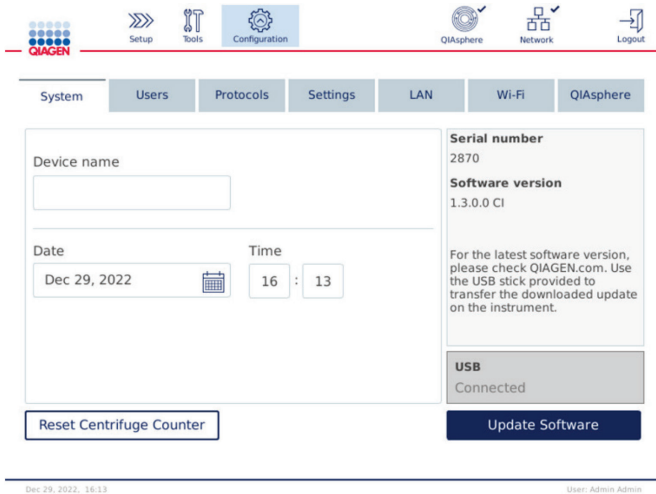 QIAGEN
Setup
Tools
Configuration
QIAsphere
Network
Logout
System
Users
Protocols
Settings
LAN
Wi-Fi
QIAsphere
Device name
Date
Time
Dec 29, 2022
16 : 13
Serial number
2870
Software version
1.3.0.0 CI
For the latest software version,
please check QIAGEN.com. Use
the USB stick provided to
transfer the downloaded update
on the instrument.
USB
Connected
Reset Centrifuge Counter
Update Software
Dec 29, 2022, 16:13
User: Admin Admin